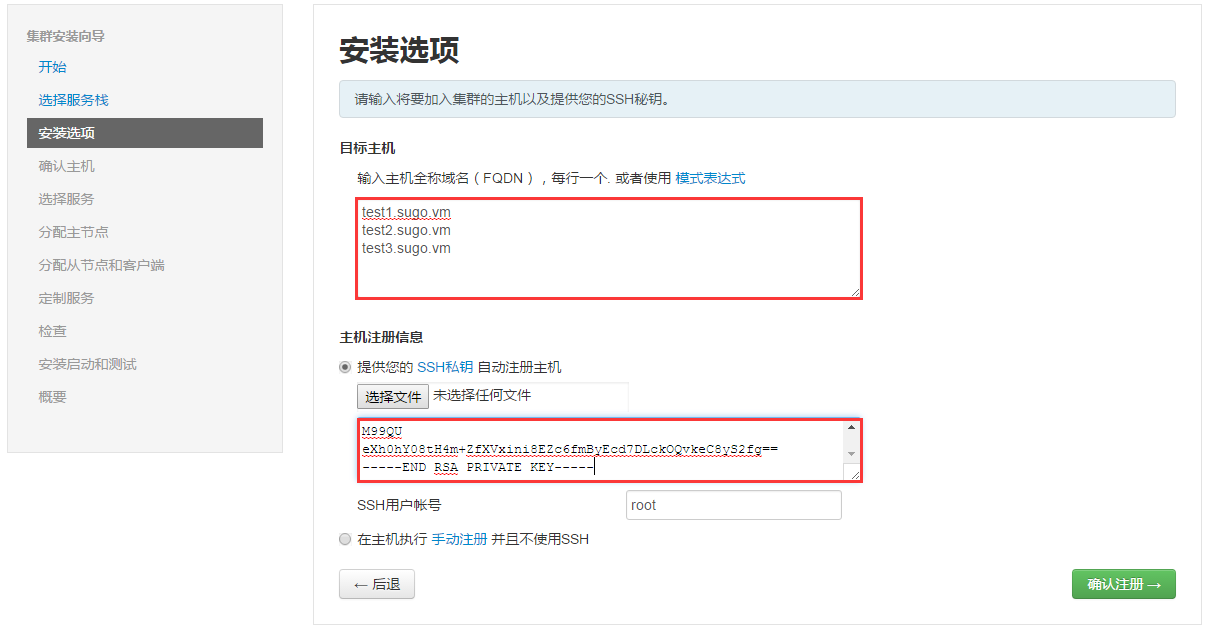 集群安装向导
开始
选择服务栈
安装选项
确认主机
选择服务
分配主节点
分配从节点和客户端
定制服务
检查
安装启动和测试
概要
安装选项
请输入将要加入集群的主机以及提供您的SSH秘钥。
目标主机
输入主机全称域名（FQDN），每行一个. 或者使用 模式表达式
test1.sugo.vm
test2.sugo.vm
test3.sugo.vm
主机注册信息
提供您的 SSH私钥 自动注册主机
选择文件 未选择任何文件
M99QU
eXh0hY08tH4m+ZfXVxini8EZc6fmByEcd7DLckOQvkeC8yS2fg==
-----END RSA PRIVATE KEY-----
SSH用户帐号 root
在主机执行 手动注册 并且不使用SSH
← 后退
确认注册 →